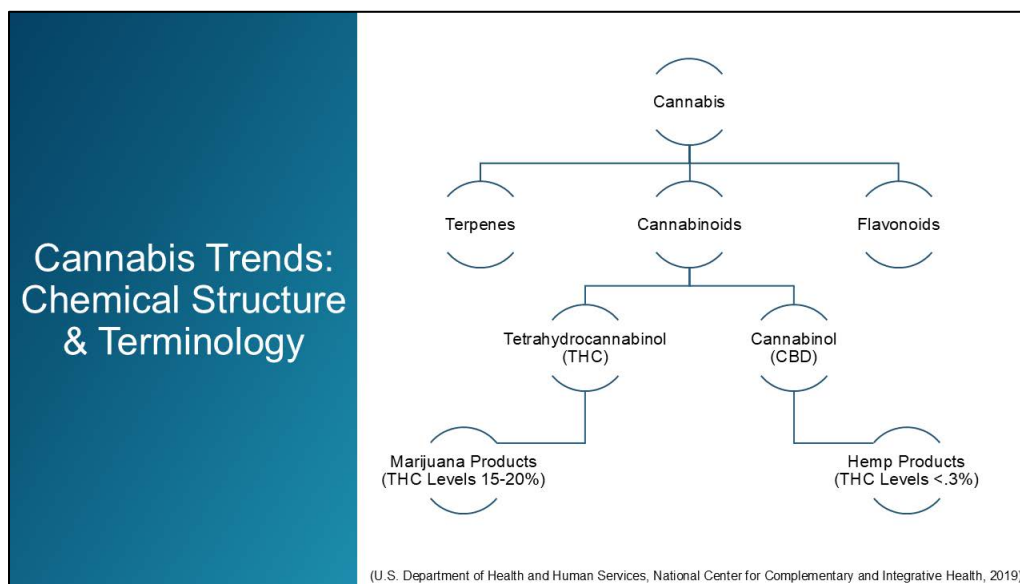 Cannabis Trends:
Chemical Structure
& Terminology
Cannabis
Terpenes
Cannabinoids
Flavonoids
Tetrahydrocannabinol
(THC)
Cannabinol
(CBD)
Marijuana Products
(THC Levels 15-20%)
Hemp Products
(THC Levels <.3%)
(U.S. Department of Health and Human Services, National Center for Complementary and Integrative Health, 2019)